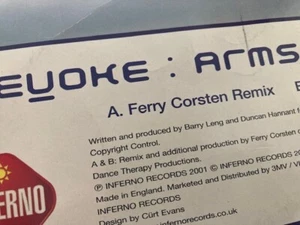 EVOKE : ARMS
A. Ferry Corsten Remix
Written and produced by Barry Leng and Duncan Hannant
Copyright Control.
A & B: Remix and additional production by Ferry Corsten
Dance Therapy Productions.
℗ INFERNO RECORDS 2001 © INFERNO RECORDS
Made in England. Marketed and Distributed by 3MV /
INFERNO RECORDS
Design by Cürt Evans
infernorecords.co.uk
ERNO